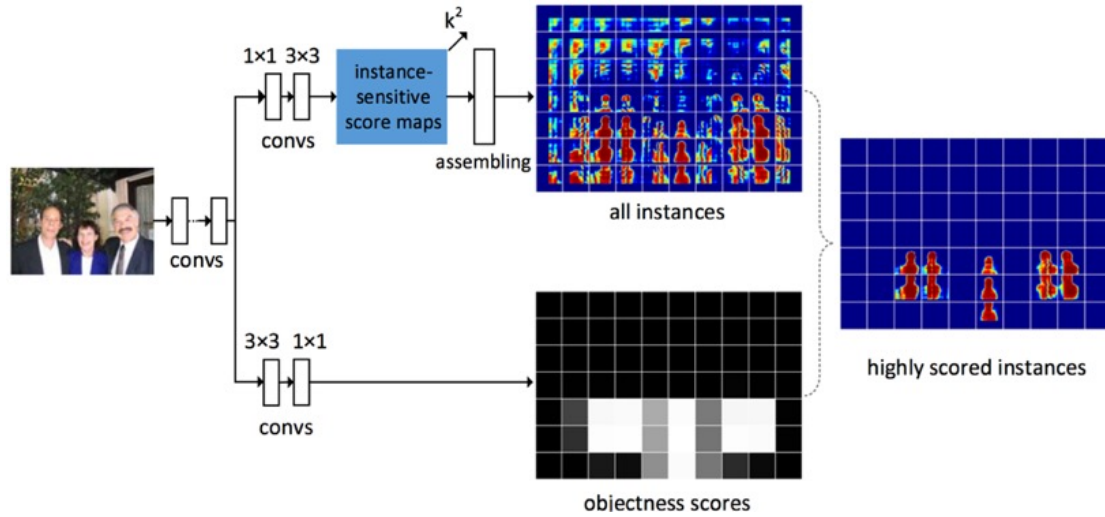 k²
1×1 3×3
instance-
sensitive
score maps
convs
assembling
all instances
convs
highly scored instances
3×3 1×1
convs
objectness scores